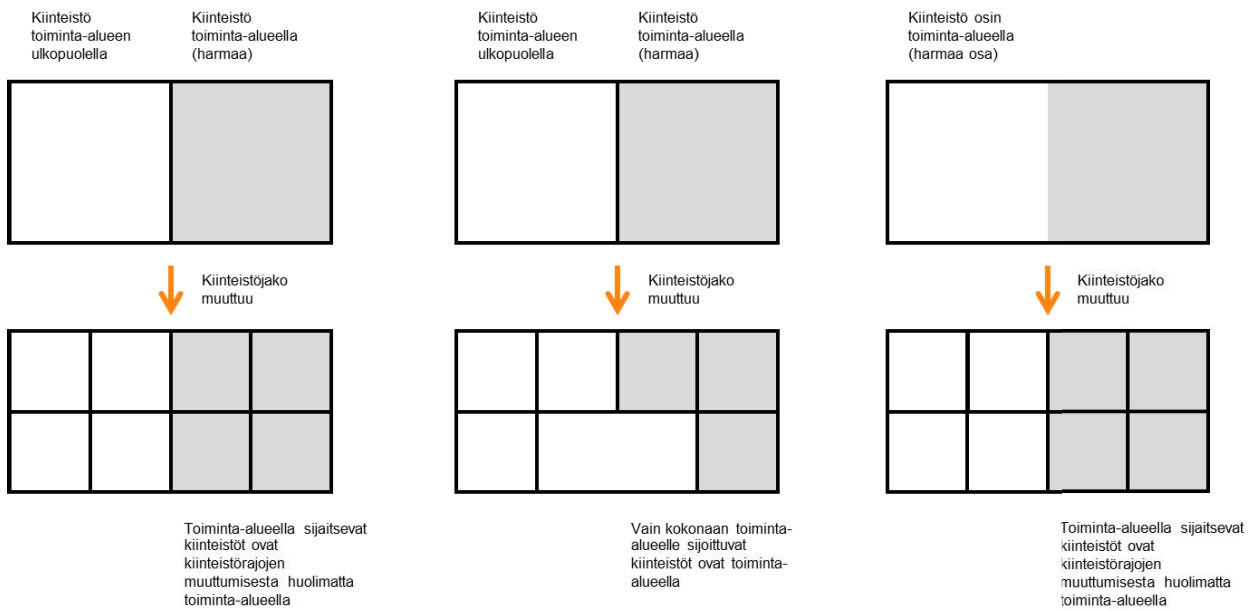 Kiinteistö
toiminta-alueen
ulkopuolella
Kiinteistö
toiminta-alueella
(harmaa)
Kiinteistö
toiminta-alueen
ulkopuolella
Kiinteistö
toiminta-alueella
(harmaa)
Kiinteistö osin
toiminta-alueella
(harmaa osa)
Kiinteistöjako
muuttuu
Kiinteistöjako
muuttuu
Kiinteistöjako
muuttuu
Toiminta-alueella sijaitsevat
kiinteistöt ovat
kiinteistörajojen
muuttumisesta huolimatta
toiminta-alueella
Vain kokonaan toiminta-
alueelle sijoittuvat
kiinteistöt ovat toiminta-
alueella
Toiminta-alueella sijaitsevat
kiinteistöt ovat
kiinteistörajojen
muuttumisesta huolimatta
toiminta-alueella